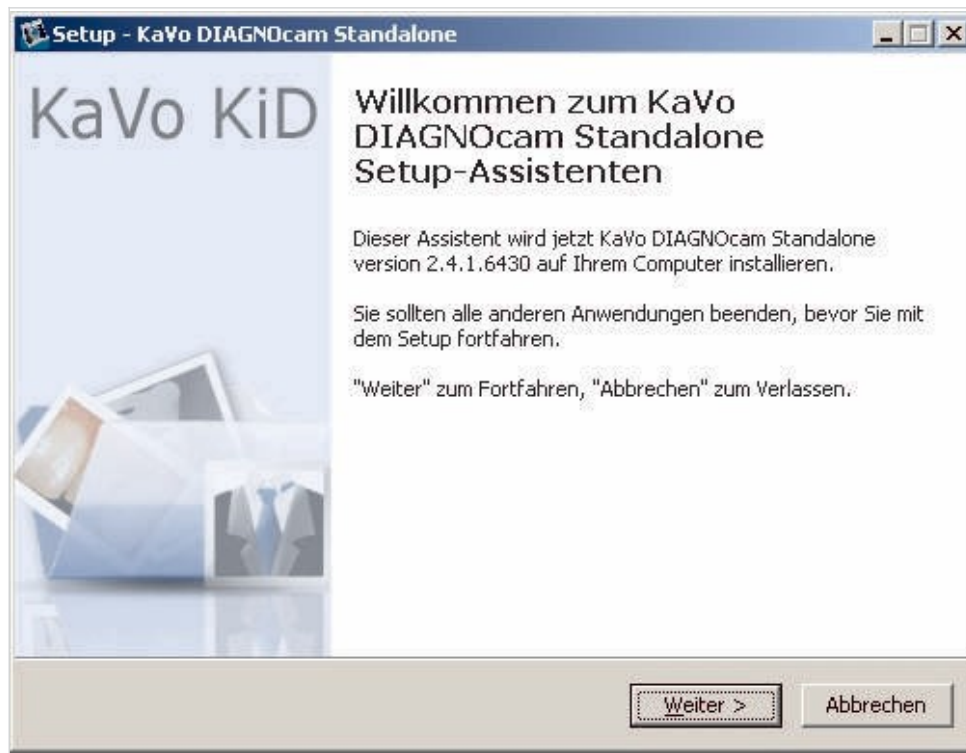 Setup - KaVo DIAGNOcam Standalone
KaVo KiD
Willkommen zum KaVo
DIAGNOcam Standalone
Setup-Assistenten
Dieser Assistent wird jetzt KaVo DIAGNOcam Standalone
version 2.4.1.6430 auf Ihrem Computer installieren.
Sie sollten alle anderen Anwendungen beenden, bevor Sie mit
dem Setup fortfahren.
"Weiter" zum Fortfahren, "Abbrechen" zum Verlassen.
Weiter >
Abbrechen